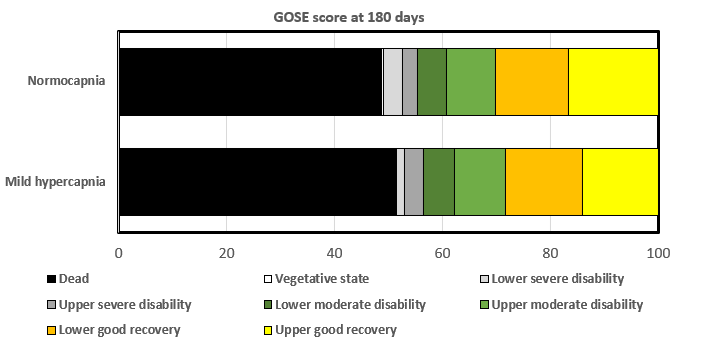 GOSE score at 180 days
Normocapnia
Mild hypercapnia
0 20 40 60 80 100
Dead Vegetative state Lower severe disability
Upper severe disability Lower moderate disability Upper moderate disability
Lower good recovery Upper good recovery